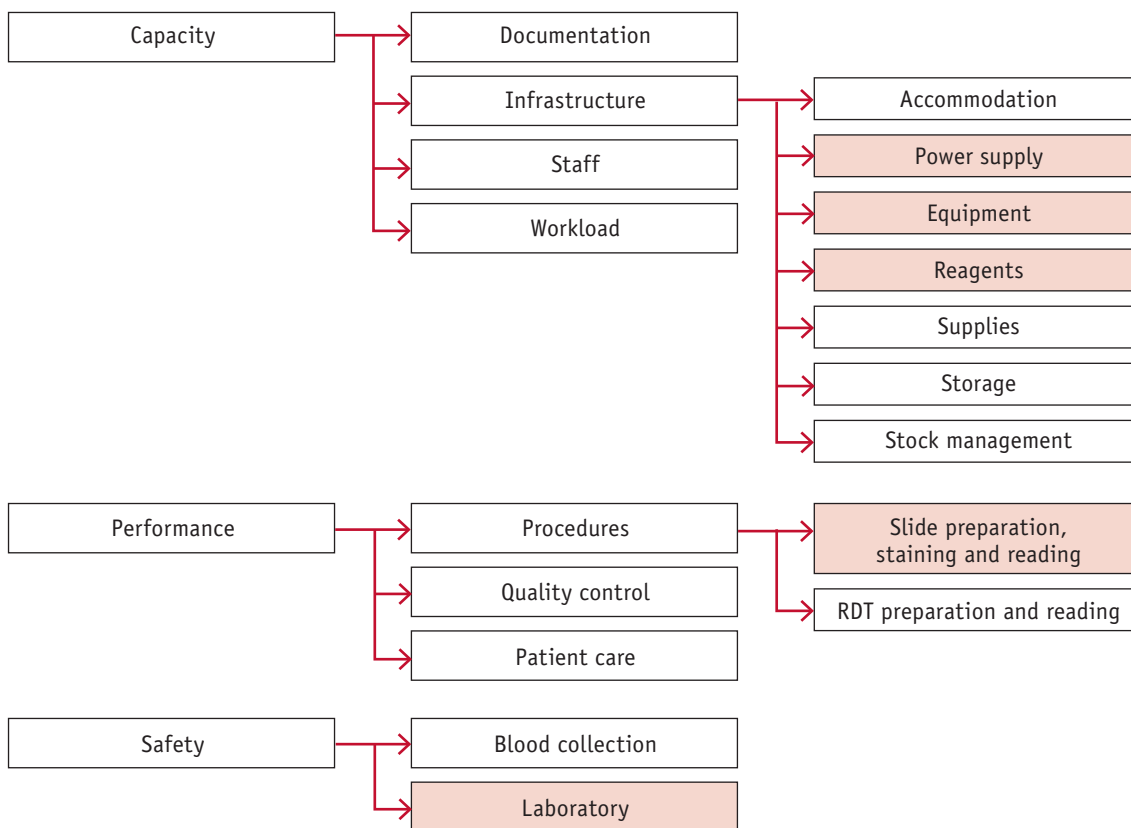 Capacity
Documentation
Infrastructure
Staff
Workload
Accommodation
Power supply
Equipment
Reagents
Supplies
Storage
Stock management
Performance
Procedures
Quality control
Patient care
Slide preparation,
staining and reading
RDT preparation and reading
Safety
Blood collection
Laboratory